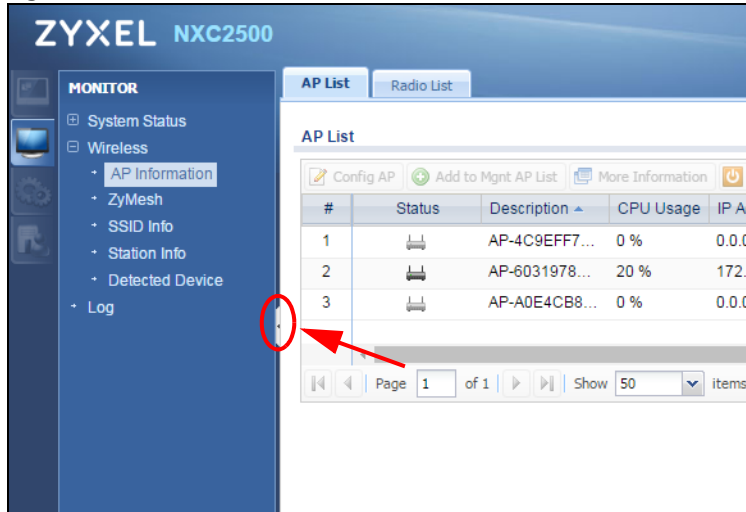 ZYXEL NXC2500
MONITOR
System Status
Wireless
AP Information
ZyMesh
SSID Info
Station Info
Detected Device
Log
AP List Radio List
AP List
Config AP Add to Mgnt AP List More Information
# Status Description CPU Usage IP A
1 AP-4C9EFF7... 0 % 0.0.0
2 AP-6031978... 20 % 172.
3 AP-A0E4CB8... 0 % 0.0.0
Page 1 of 1 Show 50 items